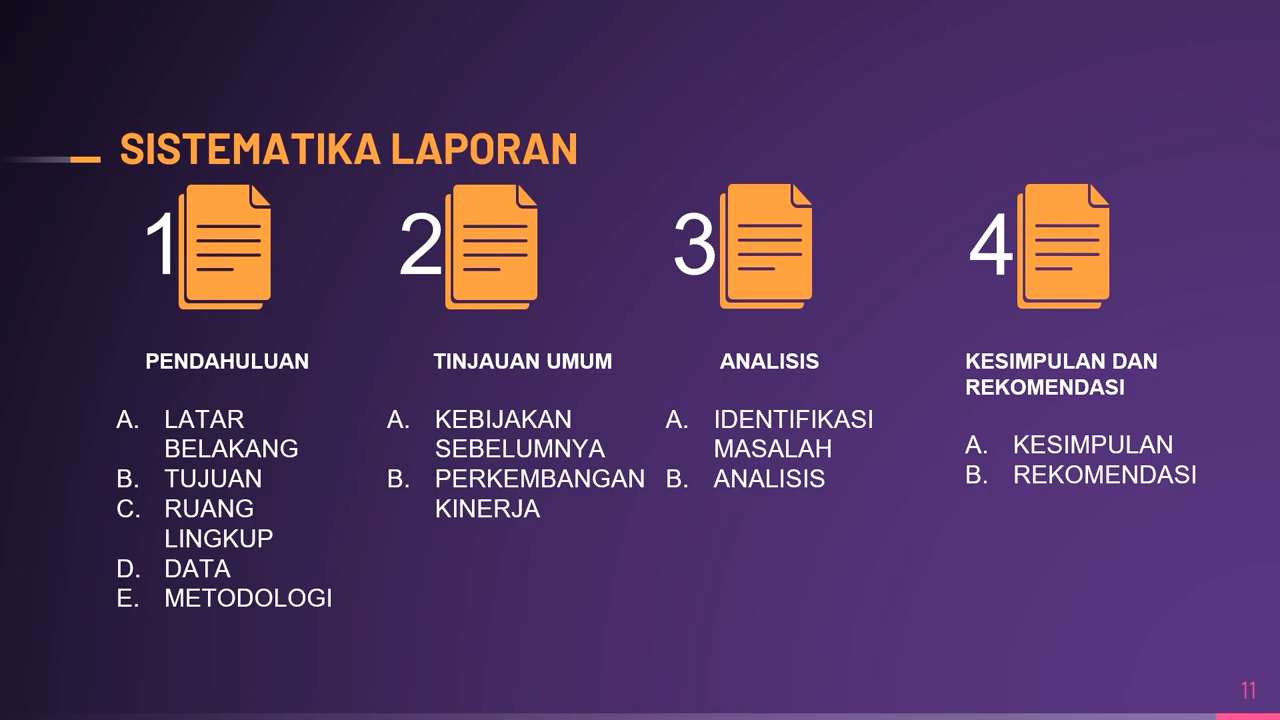 SISTEMATIKA LAPORAN
1
PENDAHULUAN
A. LATAR
BELAKANG
B. TUJUAN
C. RUANG
LINGKUP
D. DATA
E. METODOLOGI
2
TINJAUAN UMUM
A. KEBIJAKAN
SEBELUMNYA
B. PERKEMBANGAN
KINERJA
3
ANALISIS
A. IDENTIFIKASI
MASALAH
B. ANALISIS
4
KESIMPULAN DAN
REKOMENDASI
A. KESIMPULAN
B. REKOMENDASI
11